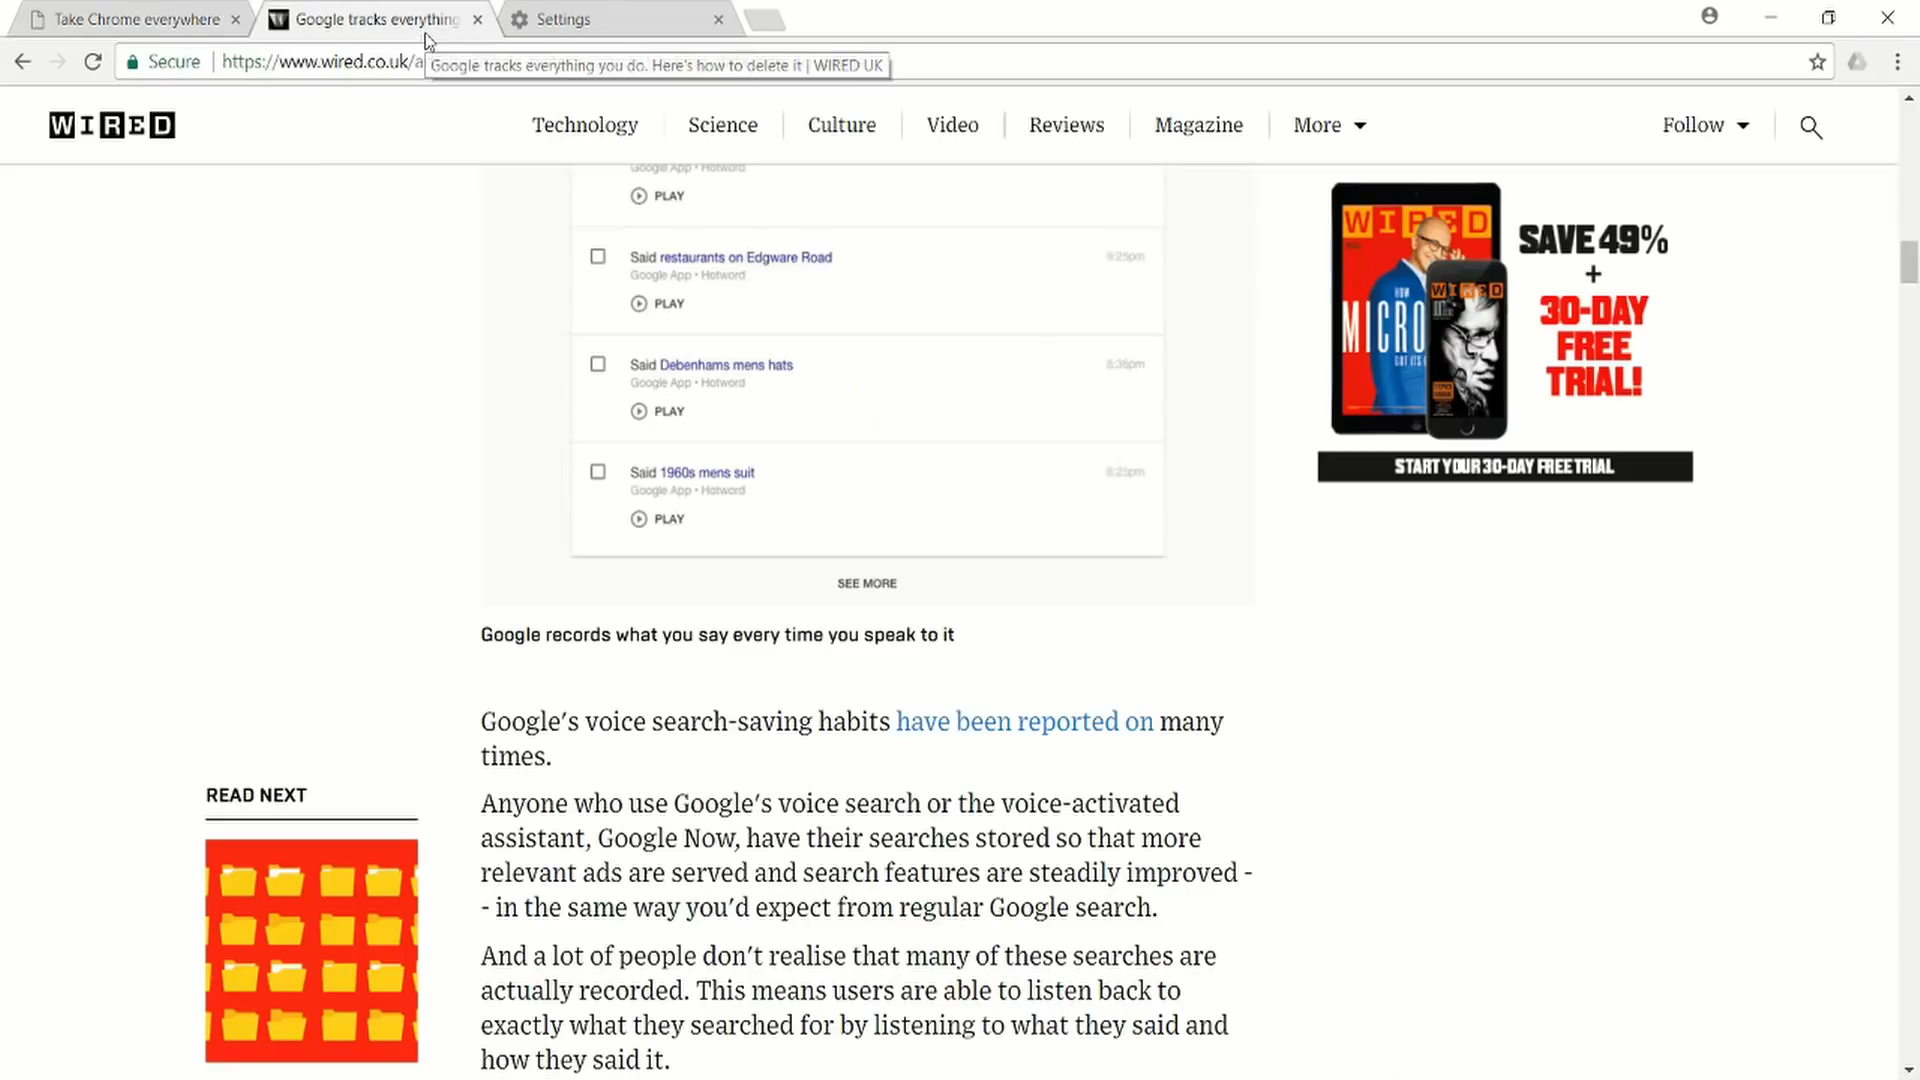 Take Chrome everywhere
Google tracks everything
Settings
Secure
https://www.wired.co.uk/a
Google tracks everything you do. Here's how to delete it | WIRED UK
WIRED
Technology
Science
Culture
Video
Reviews
Magazine
More
Follow
Google App • Hotword
PLAY
Said restaurants on Edgware Road
9:25pm
Google App • Hotword
PLAY
Said Debenhams mens hats
Google App • Hotword
PLAY
Said 1960s mens suit
Google App • Hotword
PLAY
SEE MORE
Google records what you say every time you speak to it
WIRED
WIRED
HOW
MICRO
SAVE 49%
+
30-DAY
FREE
TRIAL!
START YOUR 30-DAY FREE TRIAL
Google's voice search-saving habits have been reported on many
times.
Anyone who use Google's voice search or the voice-activated
assistant, Google Now, have their searches stored so that more
relevant ads are served and search features are steadily improved -
- in the same way you'd expect from regular Google search.
And a lot of people don't realise that many of these searches are
actually recorded. This means users are able to listen back to
exactly what they searched for by listening to what they said and
how they said it.
READ NEXT